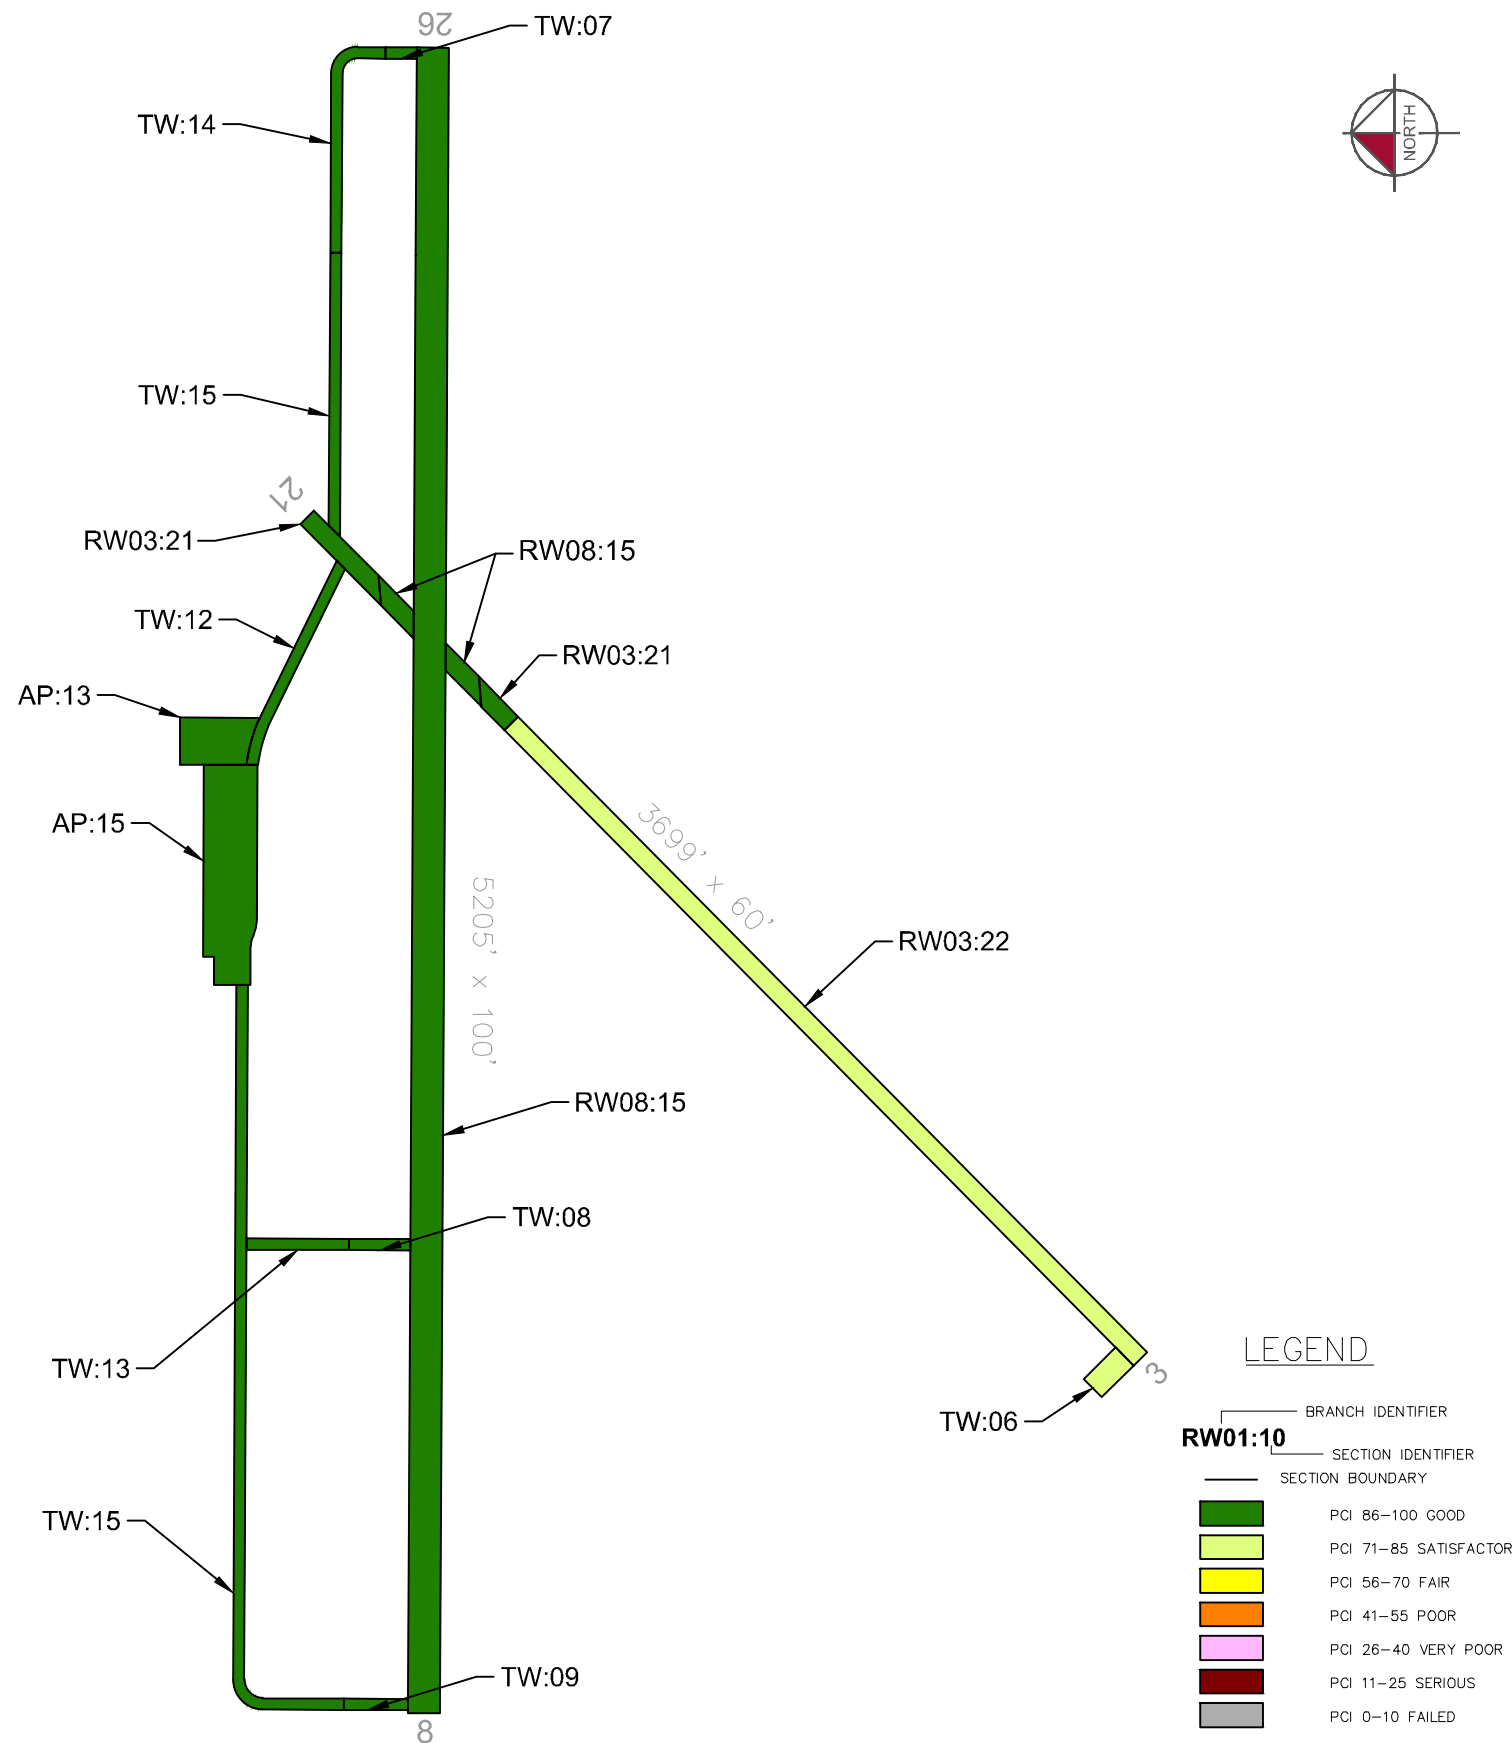 26
TW:07
NORTH
TW:14
TW:15
21
RW03:21
RW08:15
TW:12
RW03:21
AP:13
AP:15
3699' x 60'
5205' x 100'
RW03:22
RW08:15
TW:08
TW:13
3
TW:06
TW:15
TW:09
8
LEGEND
BRANCH IDENTIFIER
RW01:10
SECTION IDENTIFIER
SECTION BOUNDARY
PCI 86-100 GOOD
PCI 71-85 SATISFACTOR
PCI 56-70 FAIR
PCI 41-55 POOR
PCI 26-40 VERY POOR
PCI 11-25 SERIOUS
PCI 0-10 FAILED